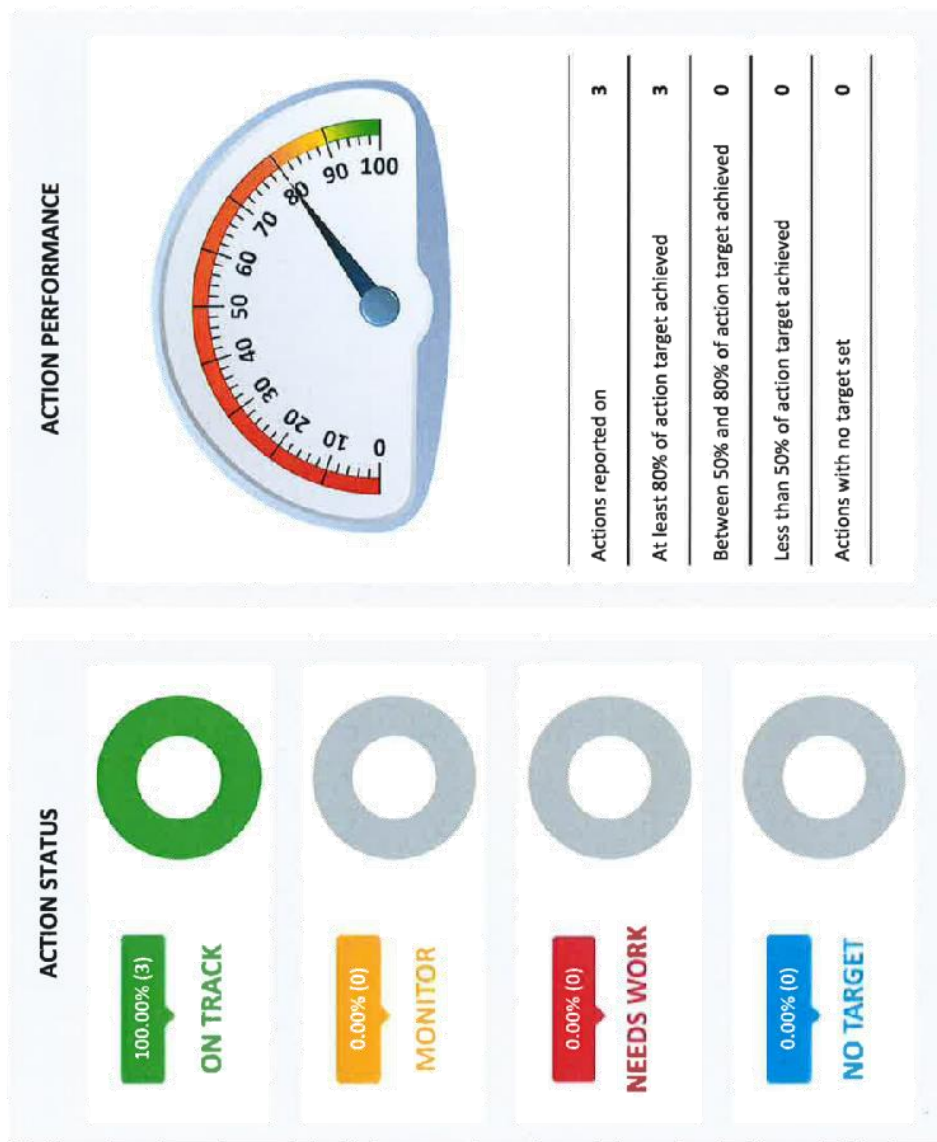 ACTION STATUS
100.00% (3)
ON TRACK
0.00% (0)
MONITOR
0.00% (0)
NEEDS WORK
0.00% (0)
NO TARGET
ACTION PERFORMANCE
0
10
20
30
40
50
60
70
80
90
100
Actions reported on 3
At least 80% of action target achieved 3
Between 50% and 80% of action target achieved 0
Less than 50% of action target achieved 0
Actions with no target set 0